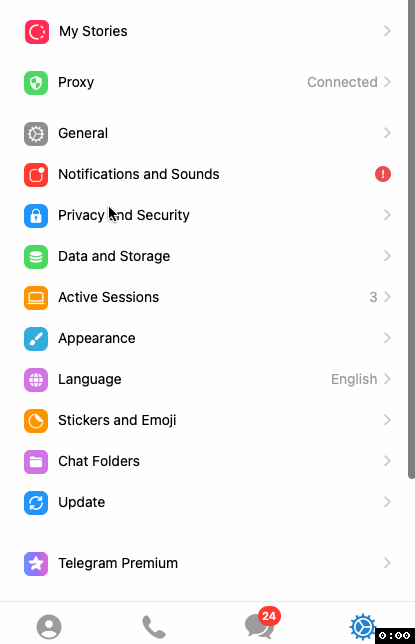 My Stories
Proxy Connected
General
Notifications and Sounds !
Privacy and Security
Data and Storage
Active Sessions 3
Appearance
Language English
Stickers and Emoji
Chat Folders
Update
Telegram Premium
24
0:00